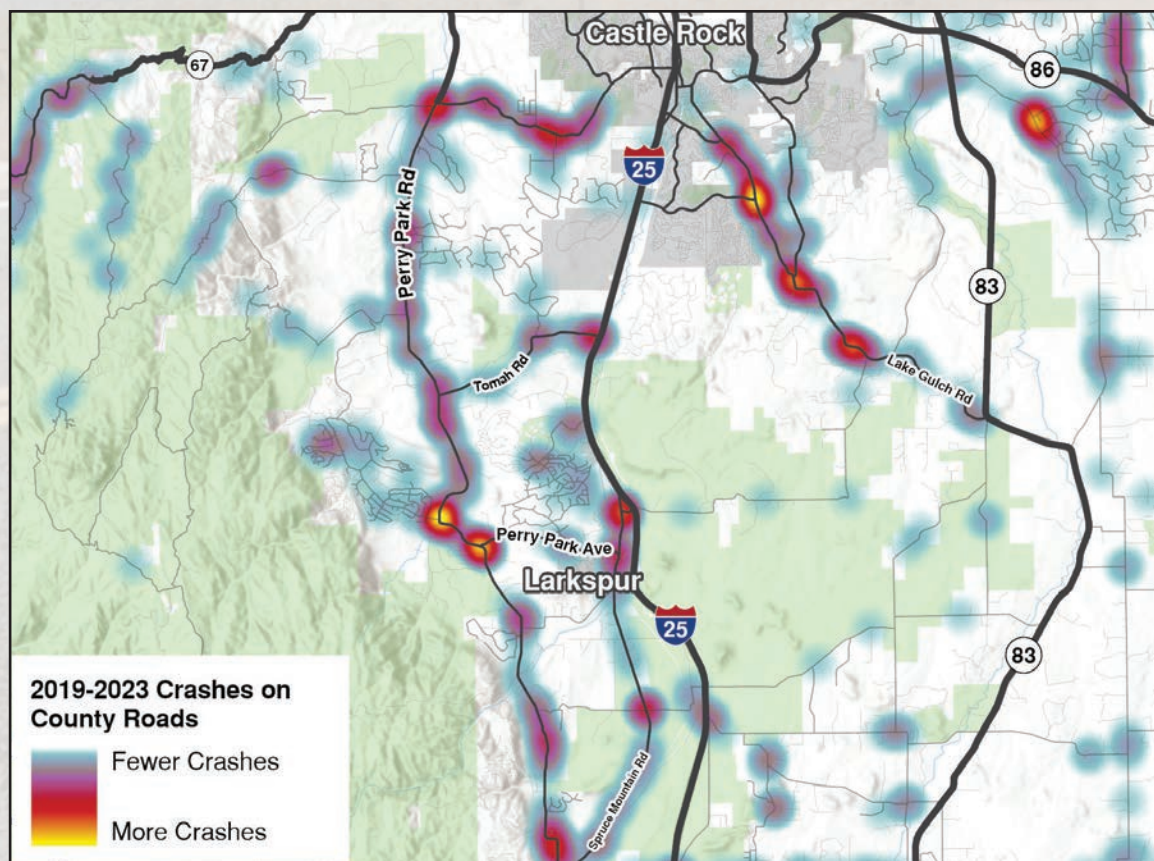 Castle Rock
67
86
25
Perry Park Rd
83
Tomah Rd
Lake Gulch Rd
Perry Park Ave
Larkspur
25
83
Spruce Mountain Rd
2019-2023 Crashes on
County Roads
Fewer Crashes
More Crashes